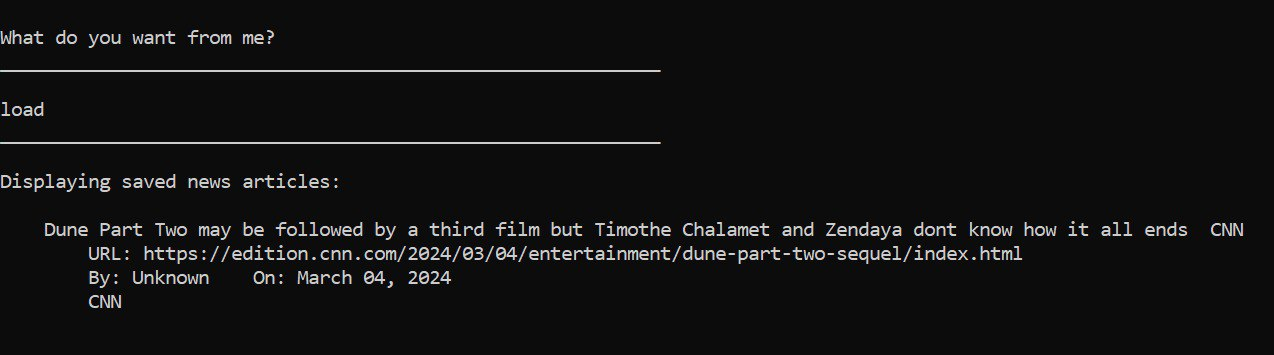 What do you want from me?
load
Displaying saved news articles:
Dune Part Two may be followed by a third film but Timothe Chalamet and Zendaya dont know how it all ends  CNN
URL: https://edition.cnn.com/2024/03/04/entertainment/dune-part-two-sequel/index.html
By: Unknown    On: March 04, 2024
CNN